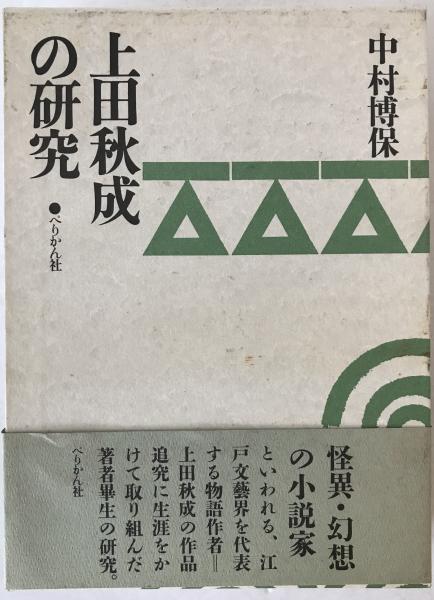 中村博保
上田秋成
の研究
●ぺりかん社
怪異・幻想
の小説家
といわれる、江
戸文藝界を代表
する物語作者＝
上田秋成の作品
追究に生涯をか
けて取り組んだ
著者畢生の研究。
ぺりかん社